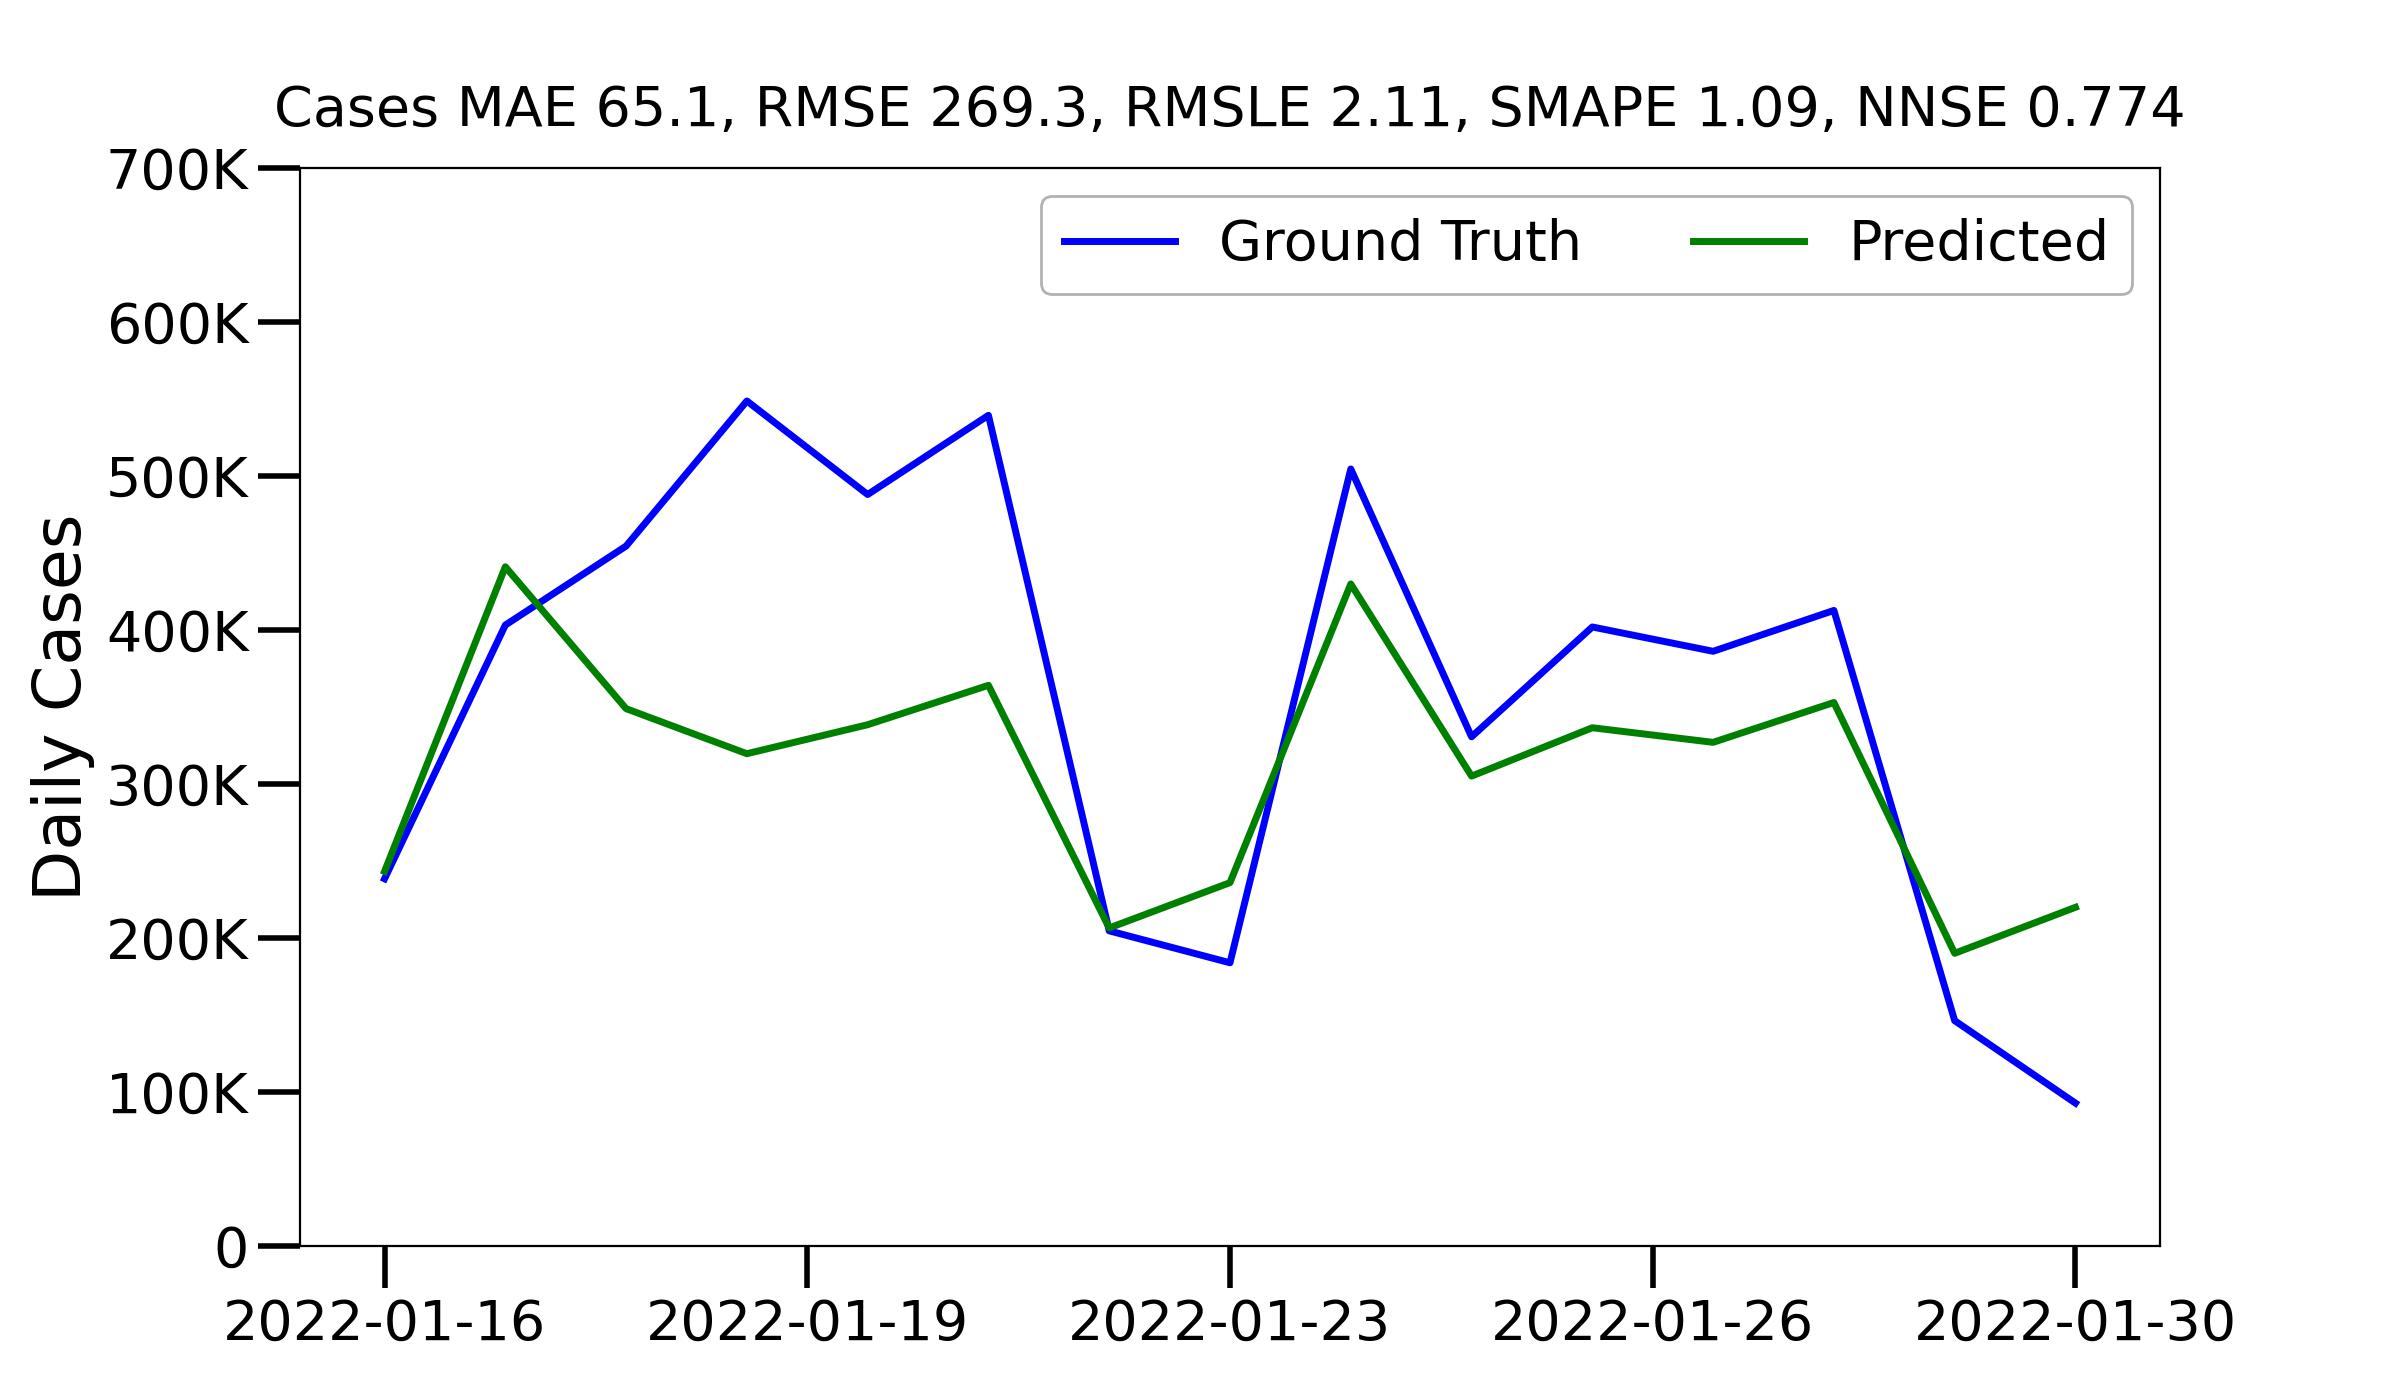 Cases MAE 65.1, RMSE 269.3, RMSLE 2.11, SMAPE 1.09, NNSE 0.774
Ground Truth
Predicted
Daily Cases
700K
600K
500K
400K
300K
200K
100K
0
2022-01-16
2022-01-19
2022-01-23
2022-01-26
2022-01-30